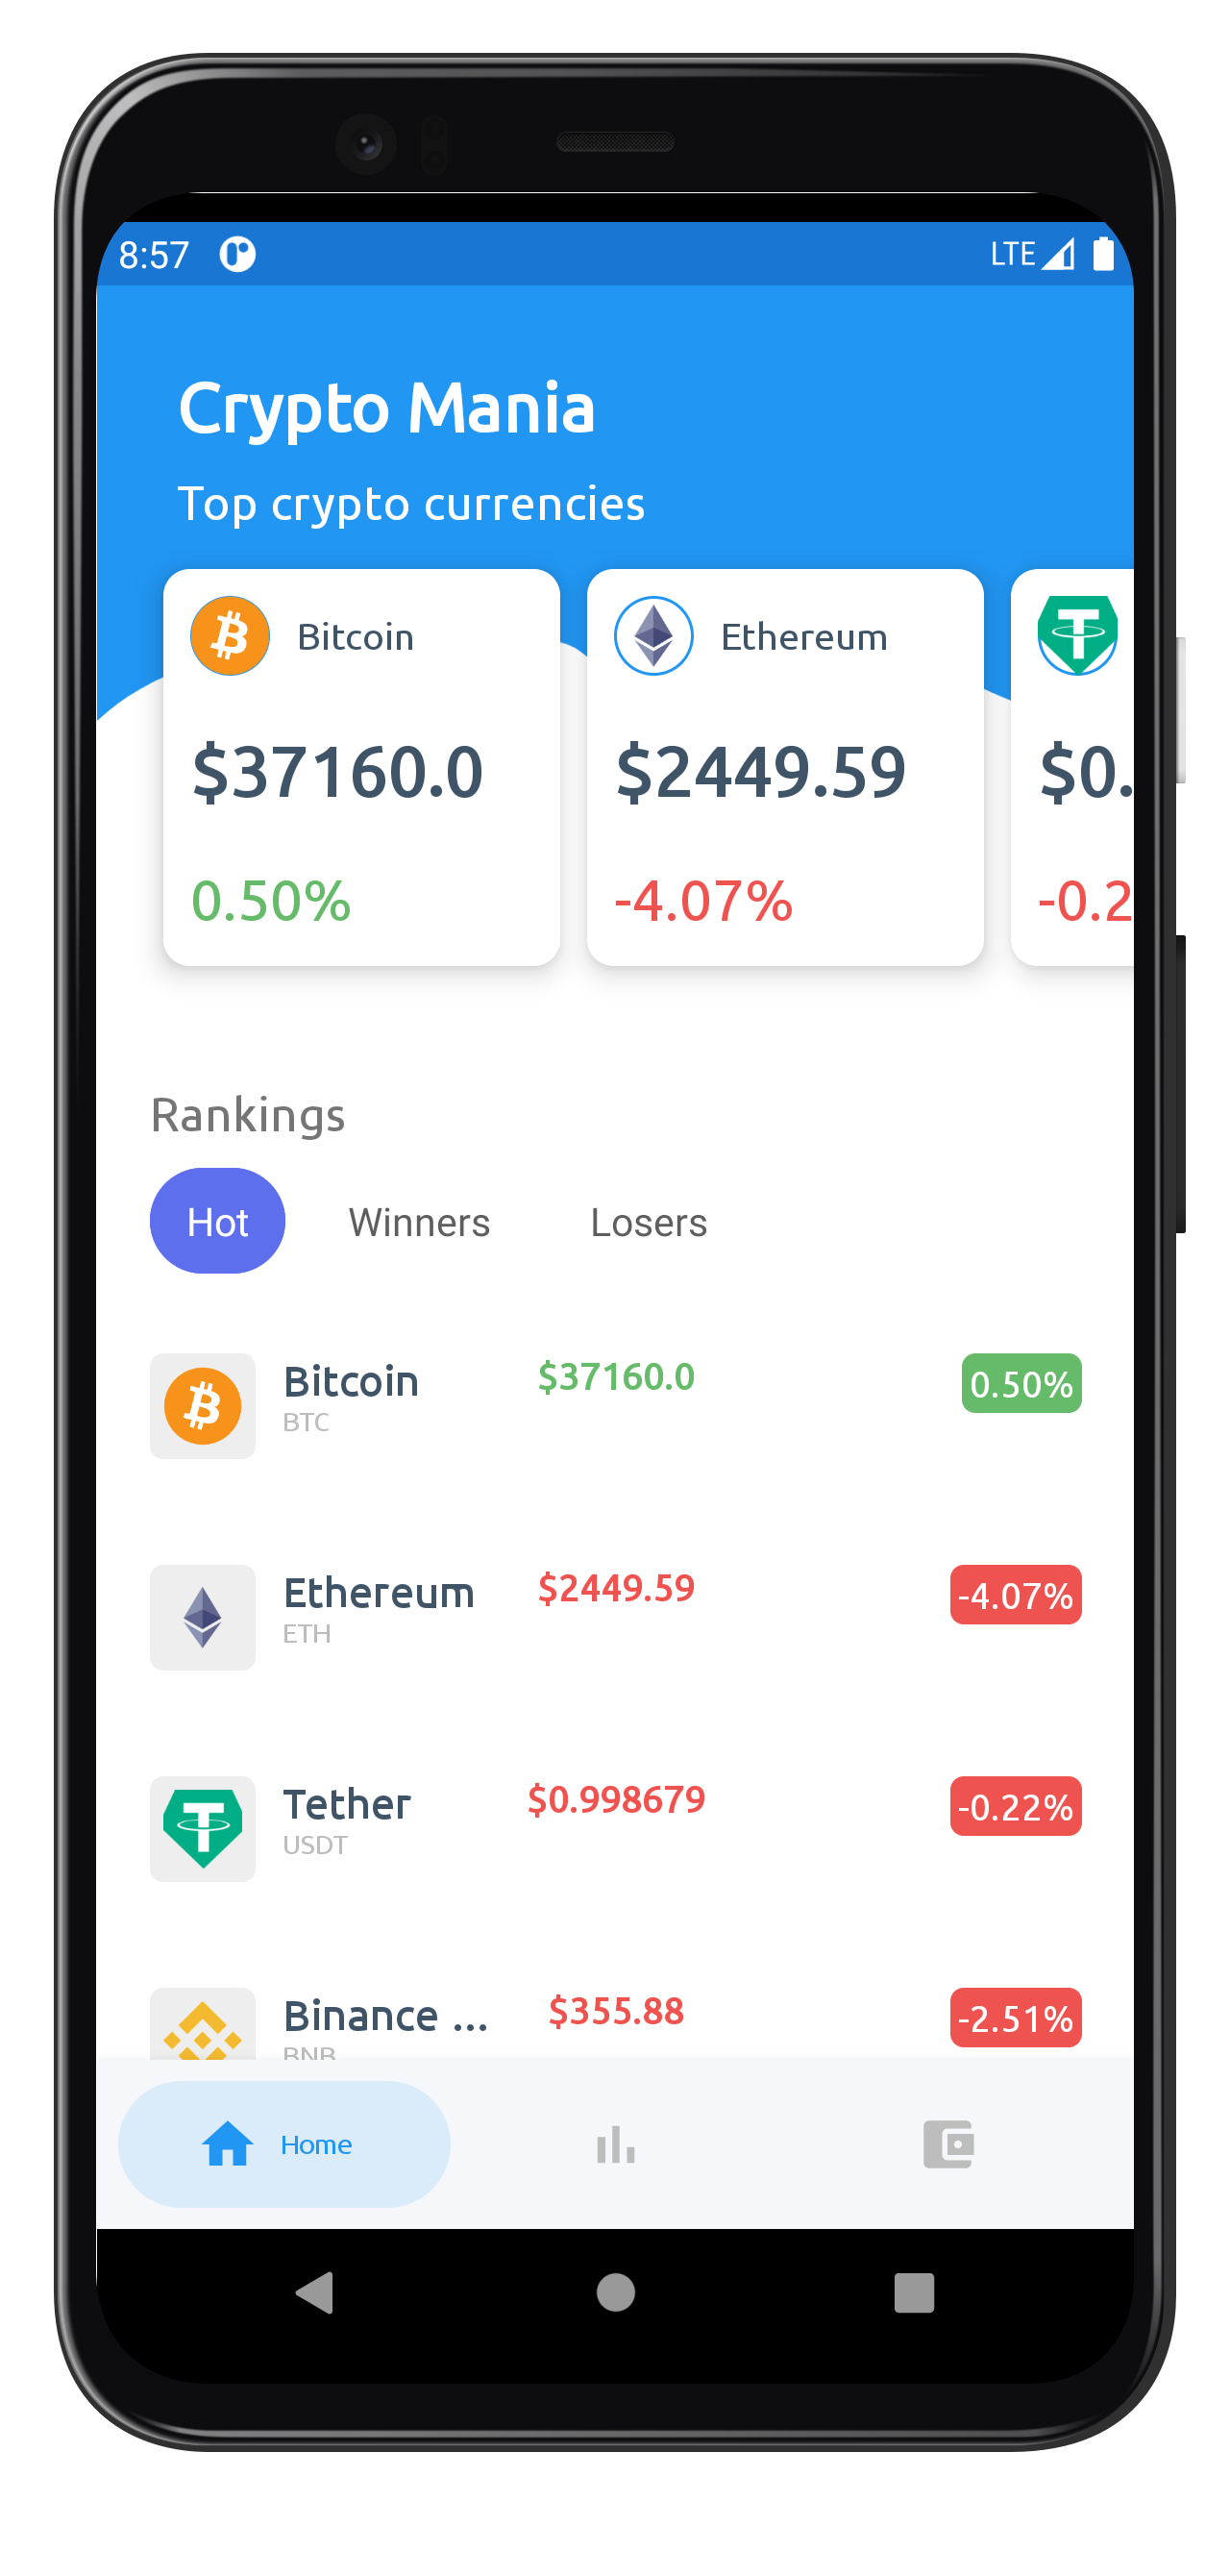 8:57
LTE
Crypto Mania
Top crypto currencies
Bitcoin
Ethereum
$37160.0
$2449.59
$0.
0.50%
-4.07%
-0.2
Rankings
Hot
Winners
Losers
Bitcoin
$37160.0
0.50%
BTC
Ethereum
$2449.59
-4.07%
ETH
Tether
$0.998679
-0.22%
USDT
Binance ...
$355.88
-2.51%
BNB
Home